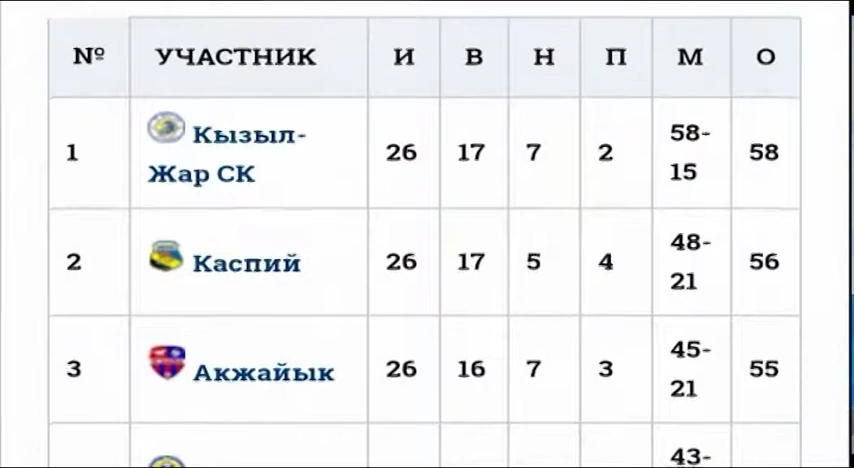 № УЧАСТНИК И В Н П М О
1 Кызыл-Жар СК 26 17 7 2 58-15 58
2 Каспий 26 17 5 4 48-21 56
3 Акжайык 26 16 7 3 45-21 55
43-